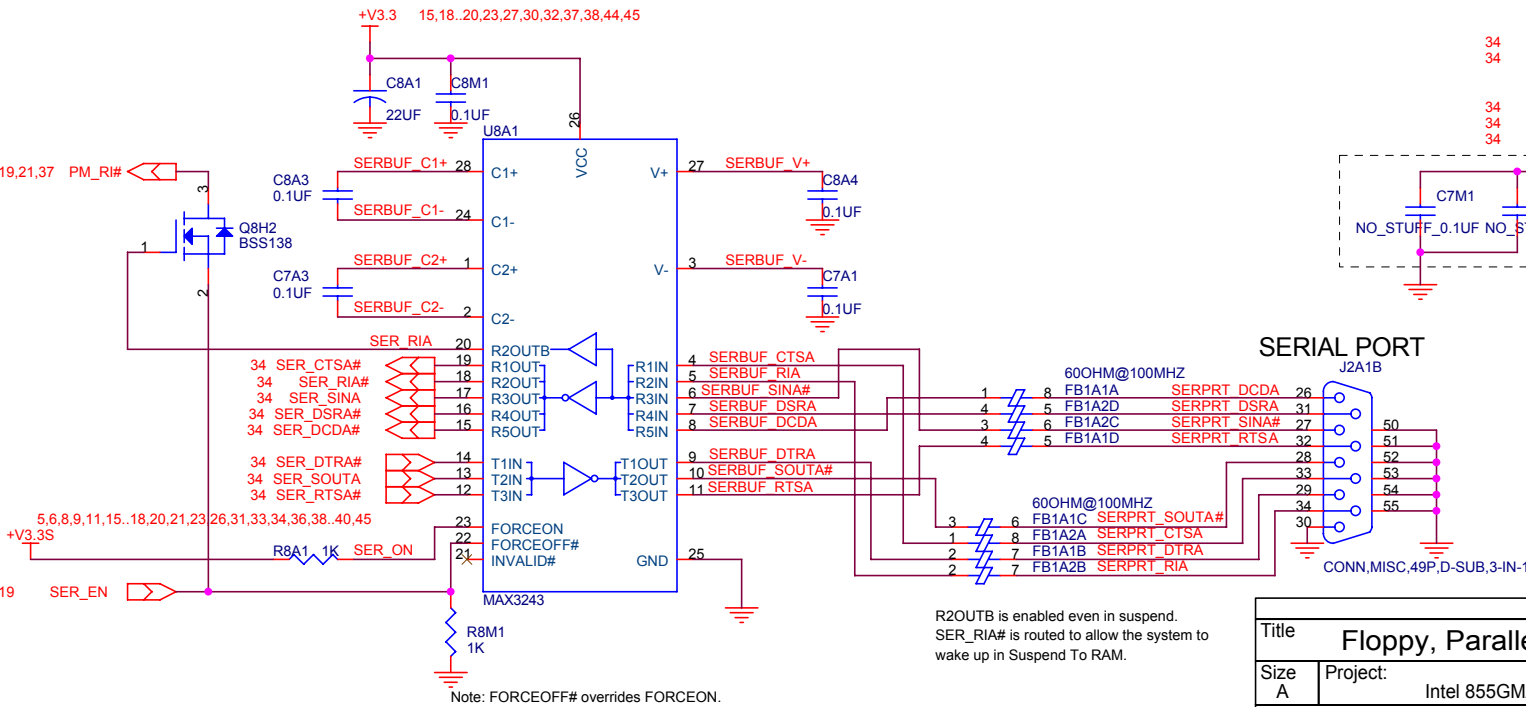 +V3.3 15,18..20,23,27,30,32,37,38,44,45
34
34
34
34
34
C8A1
22UF
C8M1
0.1UF
U8A1
26
VCC
19,21,37 PM_RI#
3
1
2
Q8H2
BSS138
C8A3
0.1UF
SERBUF_C1+ 28 C1+
SERBUF_C1- 24 C1-
C7A3
0.1UF
SERBUF_C2+ 1 C2+
SERBUF_C2- 2 C2-
V+ 27 SERBUF_V+
C8A4
0.1UF
V- 3 SERBUF_V-
C7A1
0.1UF
C7M1
NO_STUFF_0.1UF
SER_RIA 20 R2OUTB
34 SER_CTSA# 19 R1OUT
34 SER_RIA# 18 R2OUT
34 SER_SINA 17 R3OUT
34 SER_DSRA# 16 R4OUT
34 SER_DCDA# 15 R5OUT
R1IN 4 SERBUF_CTSA
R2IN 5 SERBUF_RIA
R3IN 6 SERBUF_SINA#
R4IN 7 SERBUF_DSRA
R5IN 8 SERBUF_DCDA
34 SER_DTRA# 14 T1IN
34 SER_SOUTA 13 T2IN
34 SER_RTSA# 12 T3IN
T1OUT 9 SERBUF_DTRA
T2OUT 10 SERBUF_SOUTA#
T3OUT 11 SERBUF_RTSA
5,6,8,9,11,15..18,20,21,23,26,31,33,34,36,38..40,45
+V3.3S
R8A1 1K SER_ON 23 FORCEON
22 FORCEOFF#
21 INVALID#
GND 25
19 SER_EN
MAX3243
R8M1
1K
Note: FORCEOFF# overrides FORCEON.
SERIAL PORT
J2A1B
60OHM@100MHZ
1 8 FB1A1A SERPRT_DCDA 26
4 5 FB1A2D SERPRT_DSRA 31
3 6 FB1A2C SERPRT_SINA# 27
4 5 FB1A1D SERPRT_RTSA 32
28
33
29
34
30
50
51
52
53
54
55
60OHM@100MHZ
3 6 FB1A1C SERPRT_SOUTA#
1 8 FB1A2A SERPRT_CTSA
2 7 FB1A1B SERPRT_DTRA
2 7 FB1A2B SERPRT_RIA
CONN,MISC,49P,D-SUB,3-IN-1
R2OUTB is enabled even in suspend.
SER_RIA# is routed to allow the system to
wake up in Suspend To RAM.
Title Floppy, Paralle
Size
A
Project:
Intel 855GM